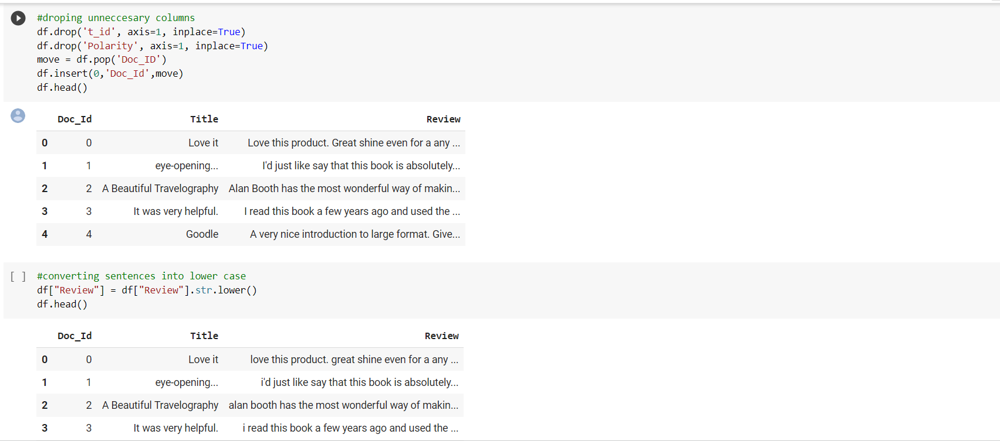 #droping unneccesary columns
df.drop('t_id', axis=1, inplace=True)
df.drop('Polarity', axis=1, inplace=True)
move = df.pop('Doc_ID')
df.insert(0,'Doc_Id',move)
df.head()
Doc_Id Title Review
0 0 Love it Love this product. Great shine even for a any ...
1 1 eye-opening... I'd just like say that this book is absolutely...
2 2 A Beautiful Travelography Alan Booth has the most wonderful way of makin...
3 3 It was very helpful. I read this book a few years ago and used the ...
4 4 Goodle A very nice introduction to large format. Give...
[ ] #converting sentences into lower case
df["Review"] = df["Review"].str.lower()
df.head()
Doc_Id Title Review
0 0 Love it love this product. great shine even for a any ...
1 1 eye-opening... i'd just like say that this book is absolutely...
2 2 A Beautiful Travelography alan booth has the most wonderful way of makin...
3 3 It was very helpful. i read this book a few years ago and used the ...